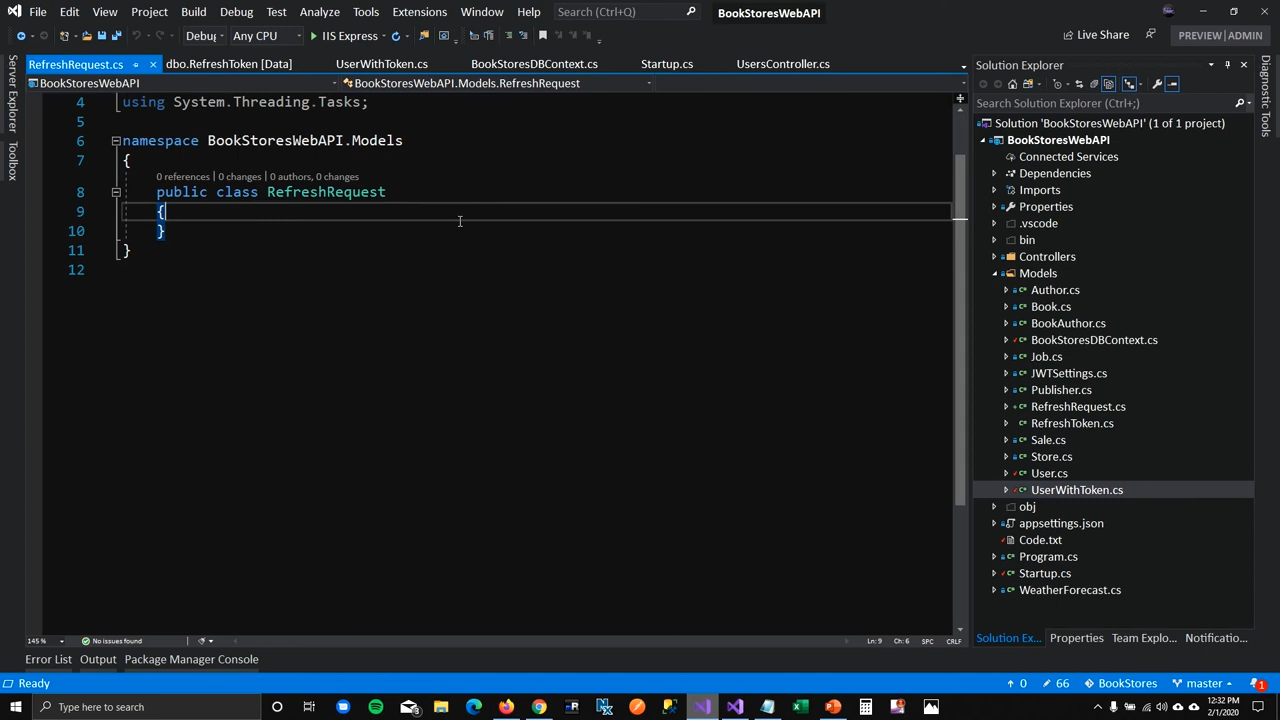 File Edit View Project Build Debug Test Analyze Tools Extensions Window Help Search (Ctrl+Q) BookStoresWebAPI
Debug Any CPU IIS Express Live Share PREVIEW | ADMIN
RefreshRequest.cs dbo.RefreshToken [Data] UserWithToken.cs BookStoresDBContext.cs Startup.cs UsersController.cs
BookStoresWebAPI BookStoresWebAPI.Models.RefreshRequest
Server Explorer
Toolbox
4 using System.Threading.Tasks;
5
6 namespace BookStoresWebAPI.Models
7 {
0 references | 0 changes | 0 authors, 0 changes
8 public class RefreshRequest
9 {
10 }
11 }
12
145 % No issues found Ln: 9 Ch: 6 SPC CRLF
Solution Explorer
Search Solution Explorer (Ctrl+;)
Solution 'BookStoresWebAPI' (1 of 1 project)
BookStoresWebAPI
Connected Services
Dependencies
Imports
Properties
.vscode
bin
Controllers
Models
Author.cs
Book.cs
BookAuthor.cs
BookStoresDBContext.cs
Job.cs
JWTSettings.cs
Publisher.cs
RefreshRequest.cs
RefreshToken.cs
Sale.cs
Store.cs
User.cs
UserWithToken.cs
obj
appsettings.json
Code.txt
Program.cs
Startup.cs
WeatherForecast.cs
Solution Ex... Properties Team Explo... Notificatio...
Diagnostic Tools
Error List Output Package Manager Console
Ready 0 66 BookStores master 1
Type here to search
12:32 PM
2/1/2020